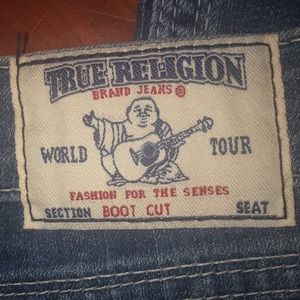 TRUE RELIGION
BRAND JEANS ®
WORLD TOUR
FASHION FOR THE SENSES
SECTION BOOT CUT SEAT